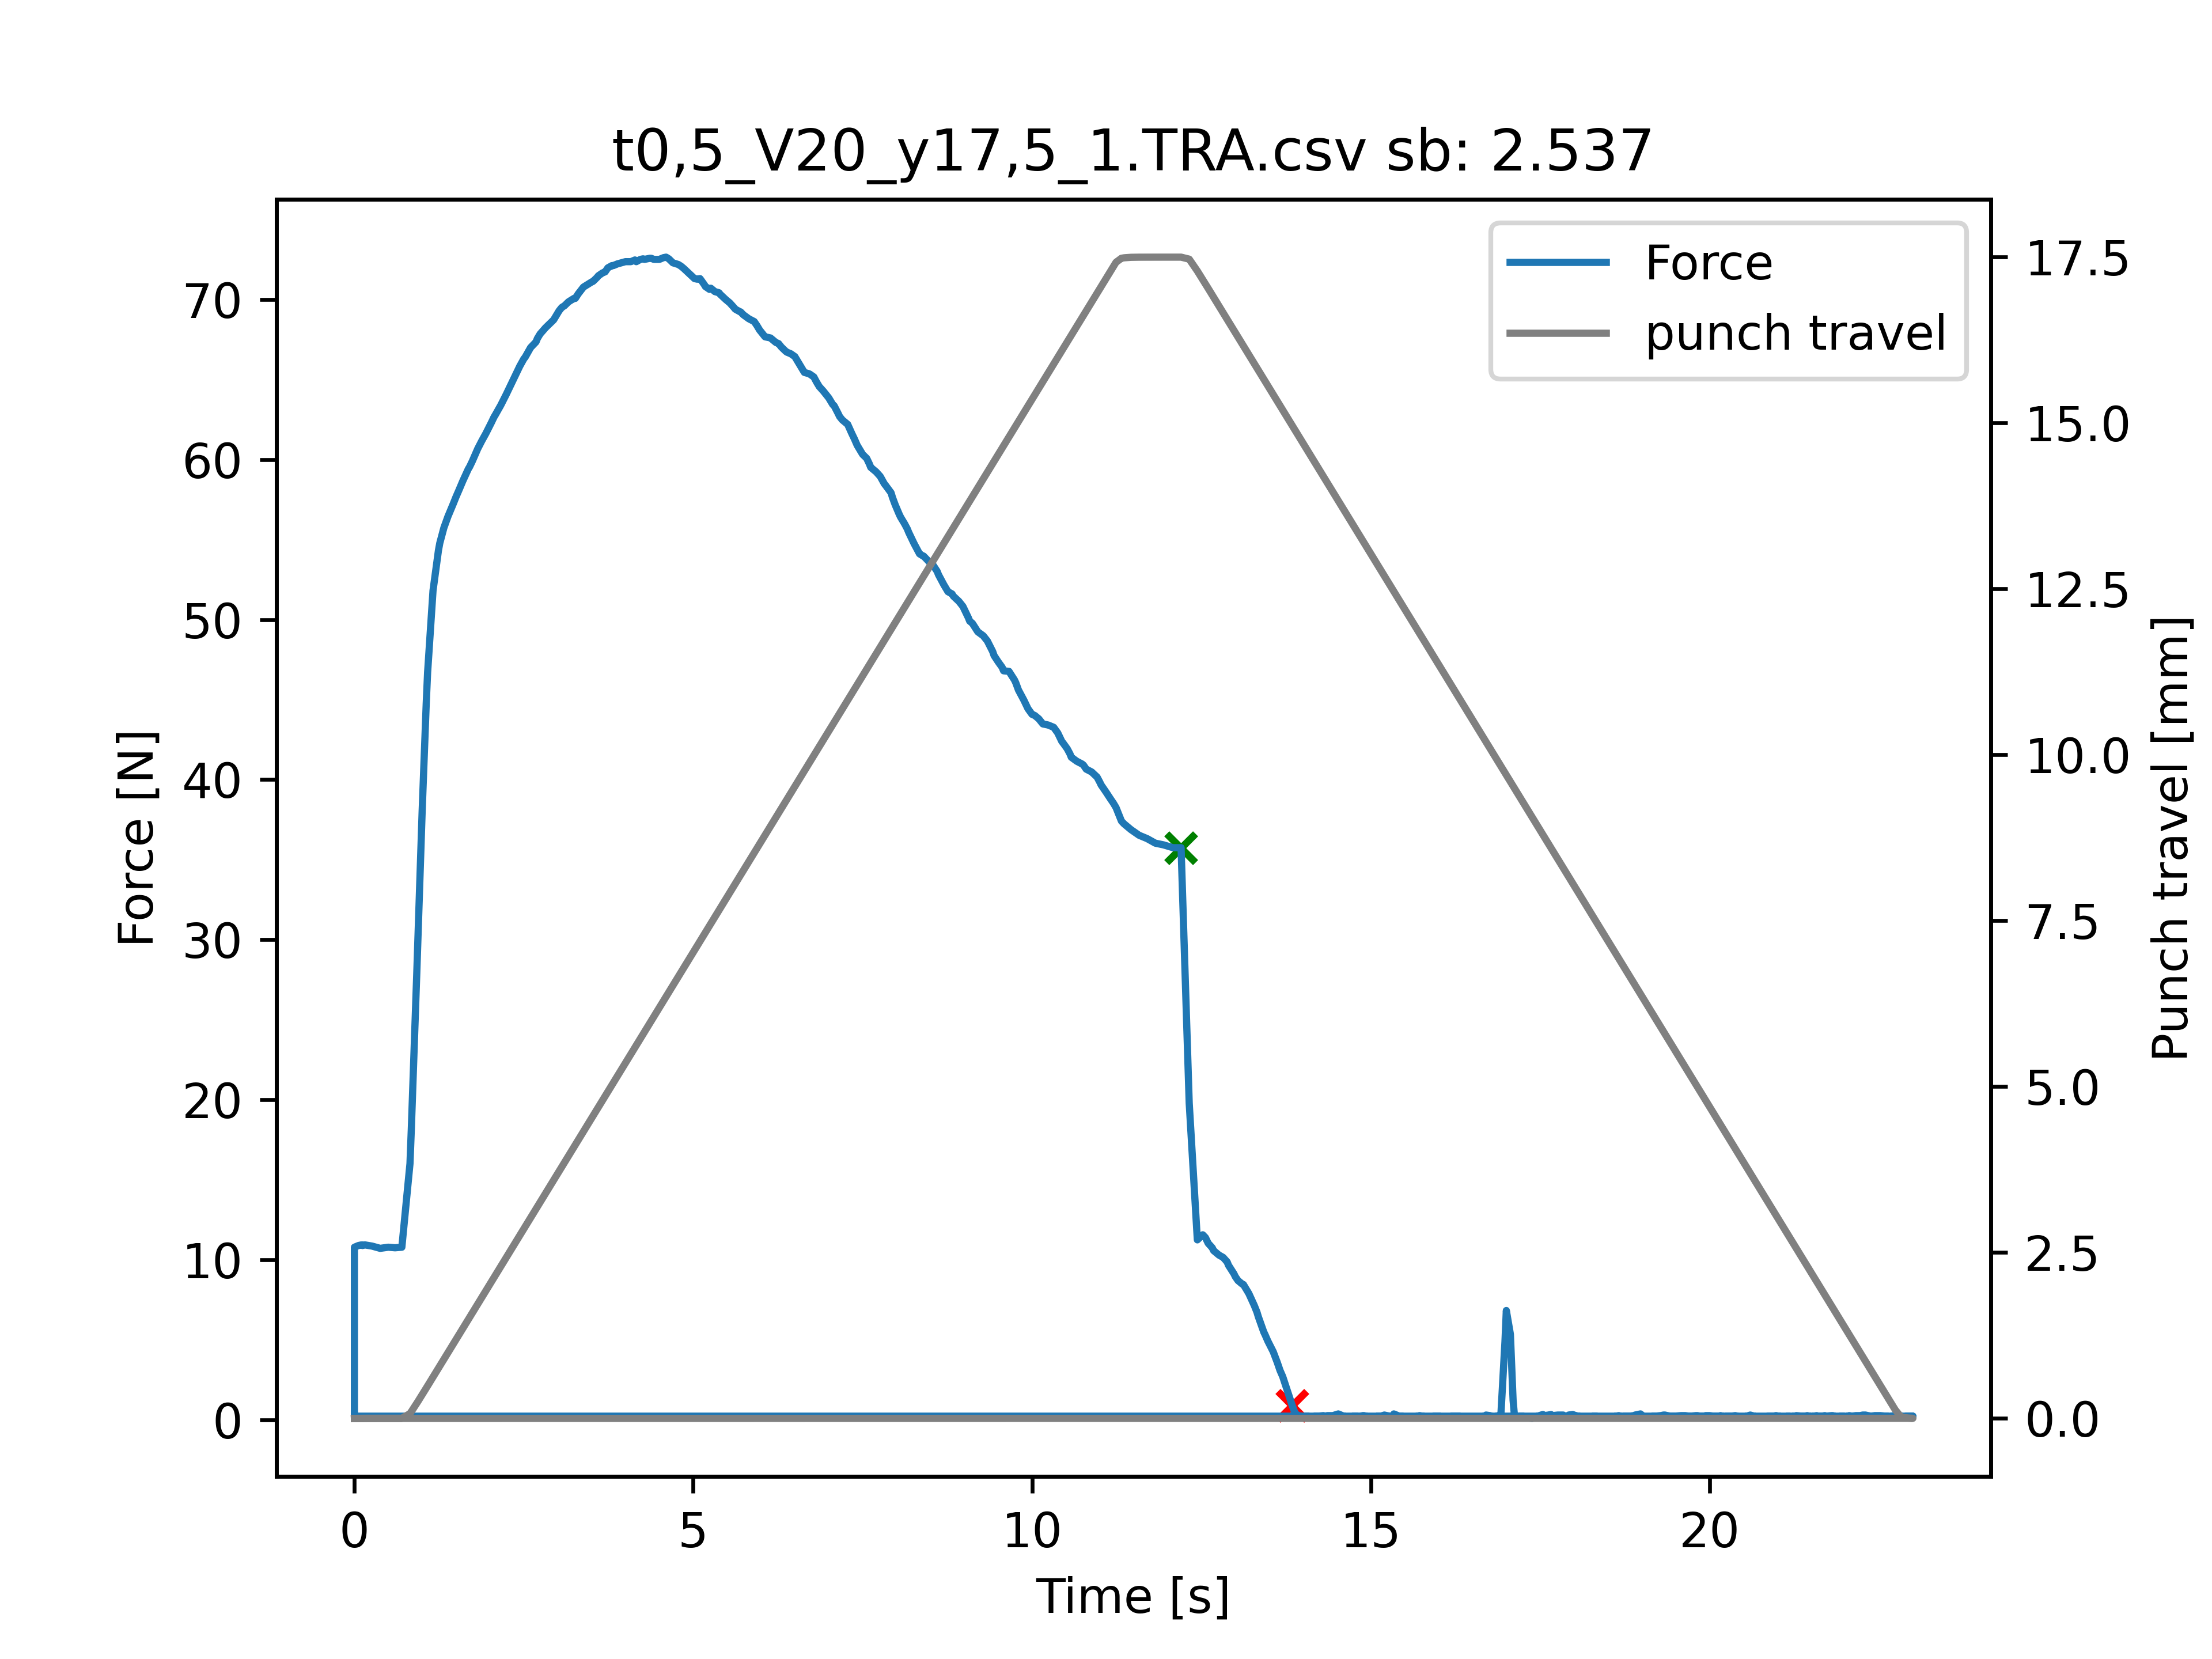 t0,5_V20_y17,5_1.TRA.csv sb: 2.537
Force
punch travel
Force [N]
70
60
50
40
30
20
10
0
17.5
15.0
12.5
10.0
7.5
5.0
2.5
0.0
Punch travel [mm]
0 5 10 15 20
Time [s]